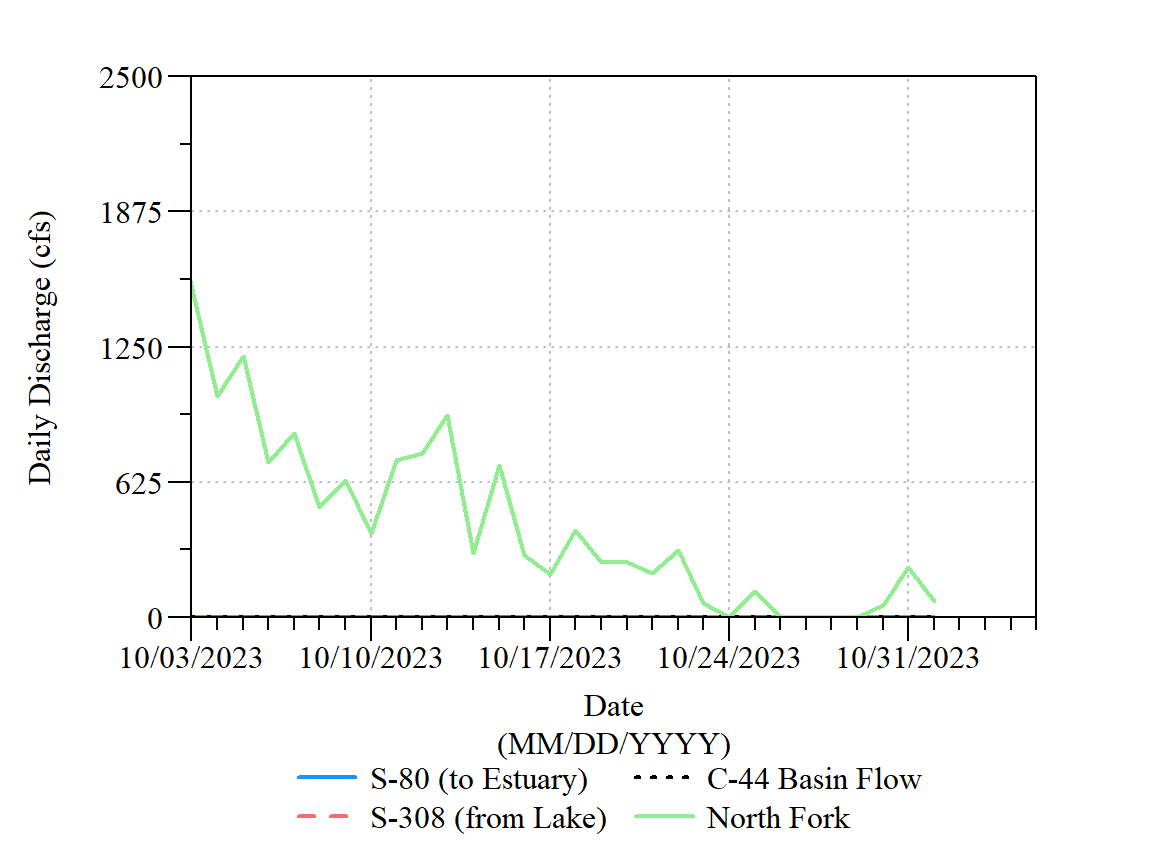 2500
1875
1250
625
0
Daily Discharge (cfs)
10/03/2023 10/10/2023 10/17/2023 10/24/2023 10/31/2023
Date
(MM/DD/YYYY)
S-80 (to Estuary) C-44 Basin Flow
S-308 (from Lake) North Fork